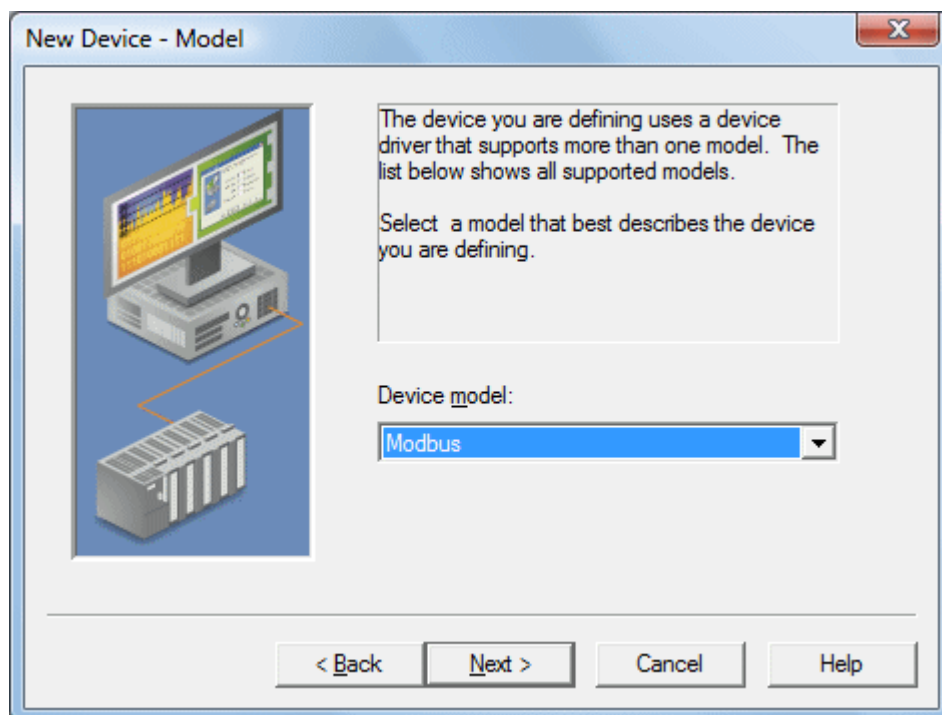 New Device - Model
The device you are defining uses a device
driver that supports more than one model.  The
list below shows all supported models.
Select  a model that best describes the device
you are defining.
Device model:
Modbus
< Back
Next >
Cancel
Help